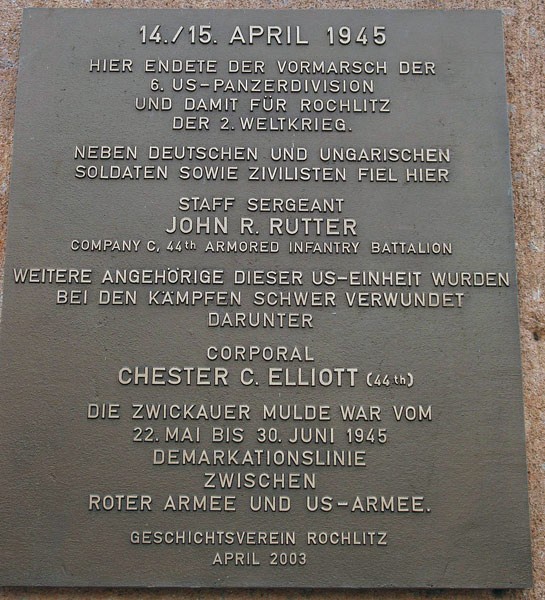 14./15. APRIL 1945
HIER ENDETE DER VORMARSCH DER
6. US-PANZERDIVISION
UND DAMIT FÜR ROCHLITZ
DER 2. WELTKRIEG.
NEBEN DEUTSCHEN UND UNGARISCHEN
SOLDATEN SOWIE ZIVILISTEN FIEL HIER
STAFF SERGEANT
JOHN R. RUTTER
COMPANY C, 44th ARMORED INFANTRY BATTALION
WEITERE ANGEHÖRIGE DIESER US-EINHEIT WURDEN
BEI DEN KÄMPFEN SCHWER VERWUNDET
DARUNTER
CORPORAL
CHESTER C. ELLIOTT (44th)
DIE ZWICKAUER MULDE WAR VOM
22. MAI BIS 30. JUNI 1945
DEMARKATIONSLINIE
ZWISCHEN
ROTER ARMEE UND US-ARMEE.
GESCHICHTSVEREIN ROCHLITZ
APRIL 2003